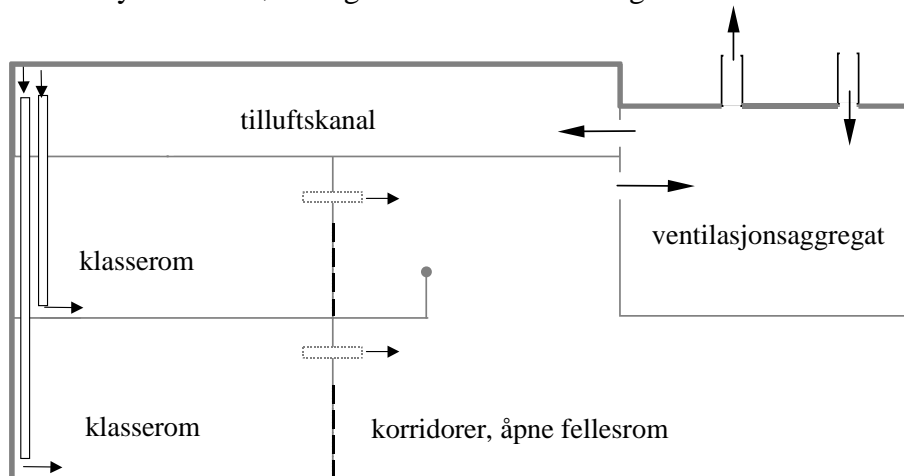 tilluftskanal
ventilasjonsaggregat
klasserom
klasserom
korridorer, åpne fellesrom